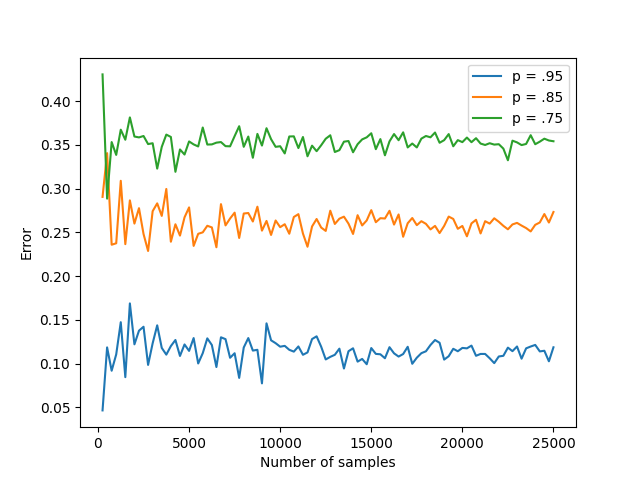 0.40
0.35
0.30
0.25
0.20
0.15
0.10
0.05
Error
p = .95
p = .85
p = .75
0 5000 10000 15000 20000 25000
Number of samples